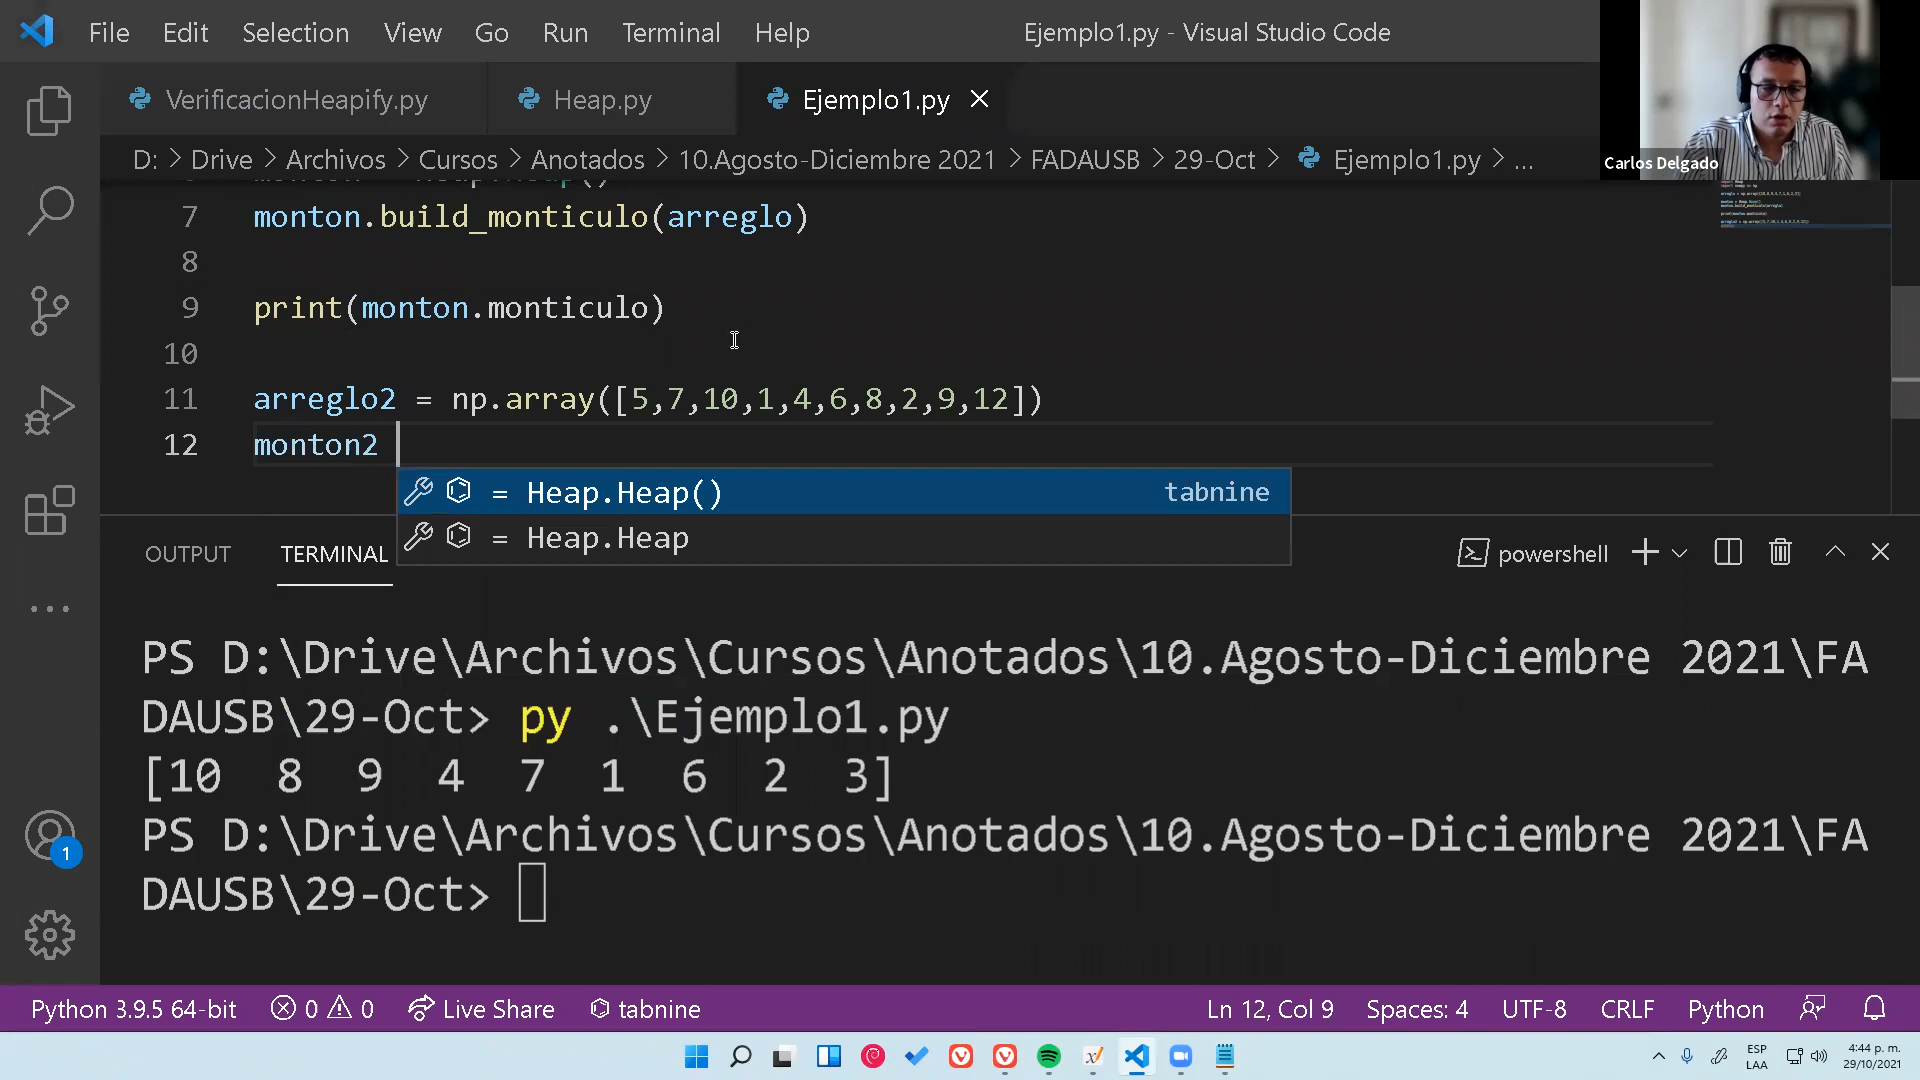 File Edit Selection View Go Run Terminal Help Ejemplo1.py - Visual Studio Code
VerificacionHeapify.py Heap.py Ejemplo1.py
D: > Drive > Archivos > Cursos > Anotados > 10.Agosto-Diciembre 2021 > FADAUSB > 29-Oct > Ejemplo1.py > ...
Carlos Delgado
7 monton.build_monticulo(arreglo)
8
9 print(monton.monticulo)
10
11 arreglo2 = np.array([5,7,10,1,4,6,8,2,9,12])
12 monton2
= Heap.Heap() tabnine
= Heap.Heap
OUTPUT TERMINAL powershell
PS D:\Drive\Archivos\Cursos\Anotados\10.Agosto-Diciembre 2021\FA
DAUSB\29-Oct> py .\Ejemplo1.py
[10 8 9 4 7 1 6 2 3]
PS D:\Drive\Archivos\Cursos\Anotados\10.Agosto-Diciembre 2021\FA
DAUSB\29-Oct>
1
Python 3.9.5 64-bit 0 0 Live Share tabnine Ln 12, Col 9 Spaces: 4 UTF-8 CRLF Python
ESP
LAA
4:44 p. m.
29/10/2021